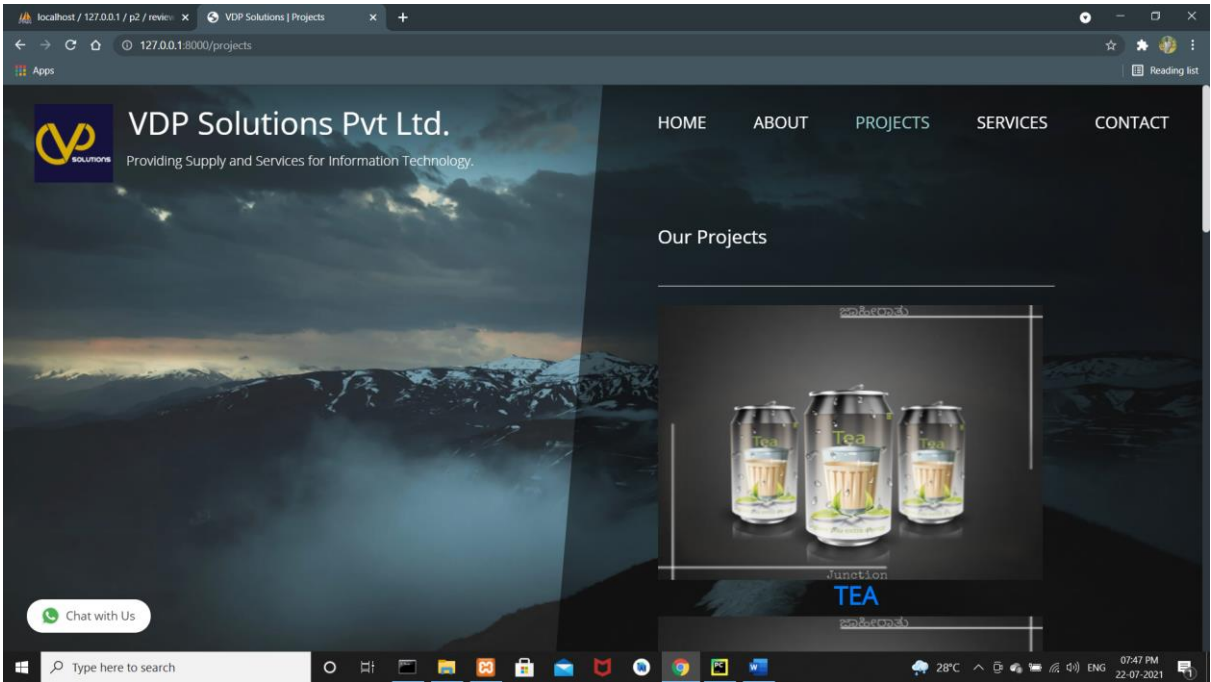 localhost / 127.0.0.1 / p2 / review
VDP Solutions | Projects
127.0.0.1:8000/projects
Apps
Reading list
SOLUTIONS
VDP Solutions Pvt Ltd.
Providing Supply and Services for Information Technology.
HOME ABOUT PROJECTS SERVICES CONTACT
Our Projects
ಜಾಹೀರಾತು
Tea Tea Tea
Junction
TEA
ಜಾಹೀರಾತು
Chat with Us
Type here to search
28°C
ENG
07:47 PM
22-07-2021